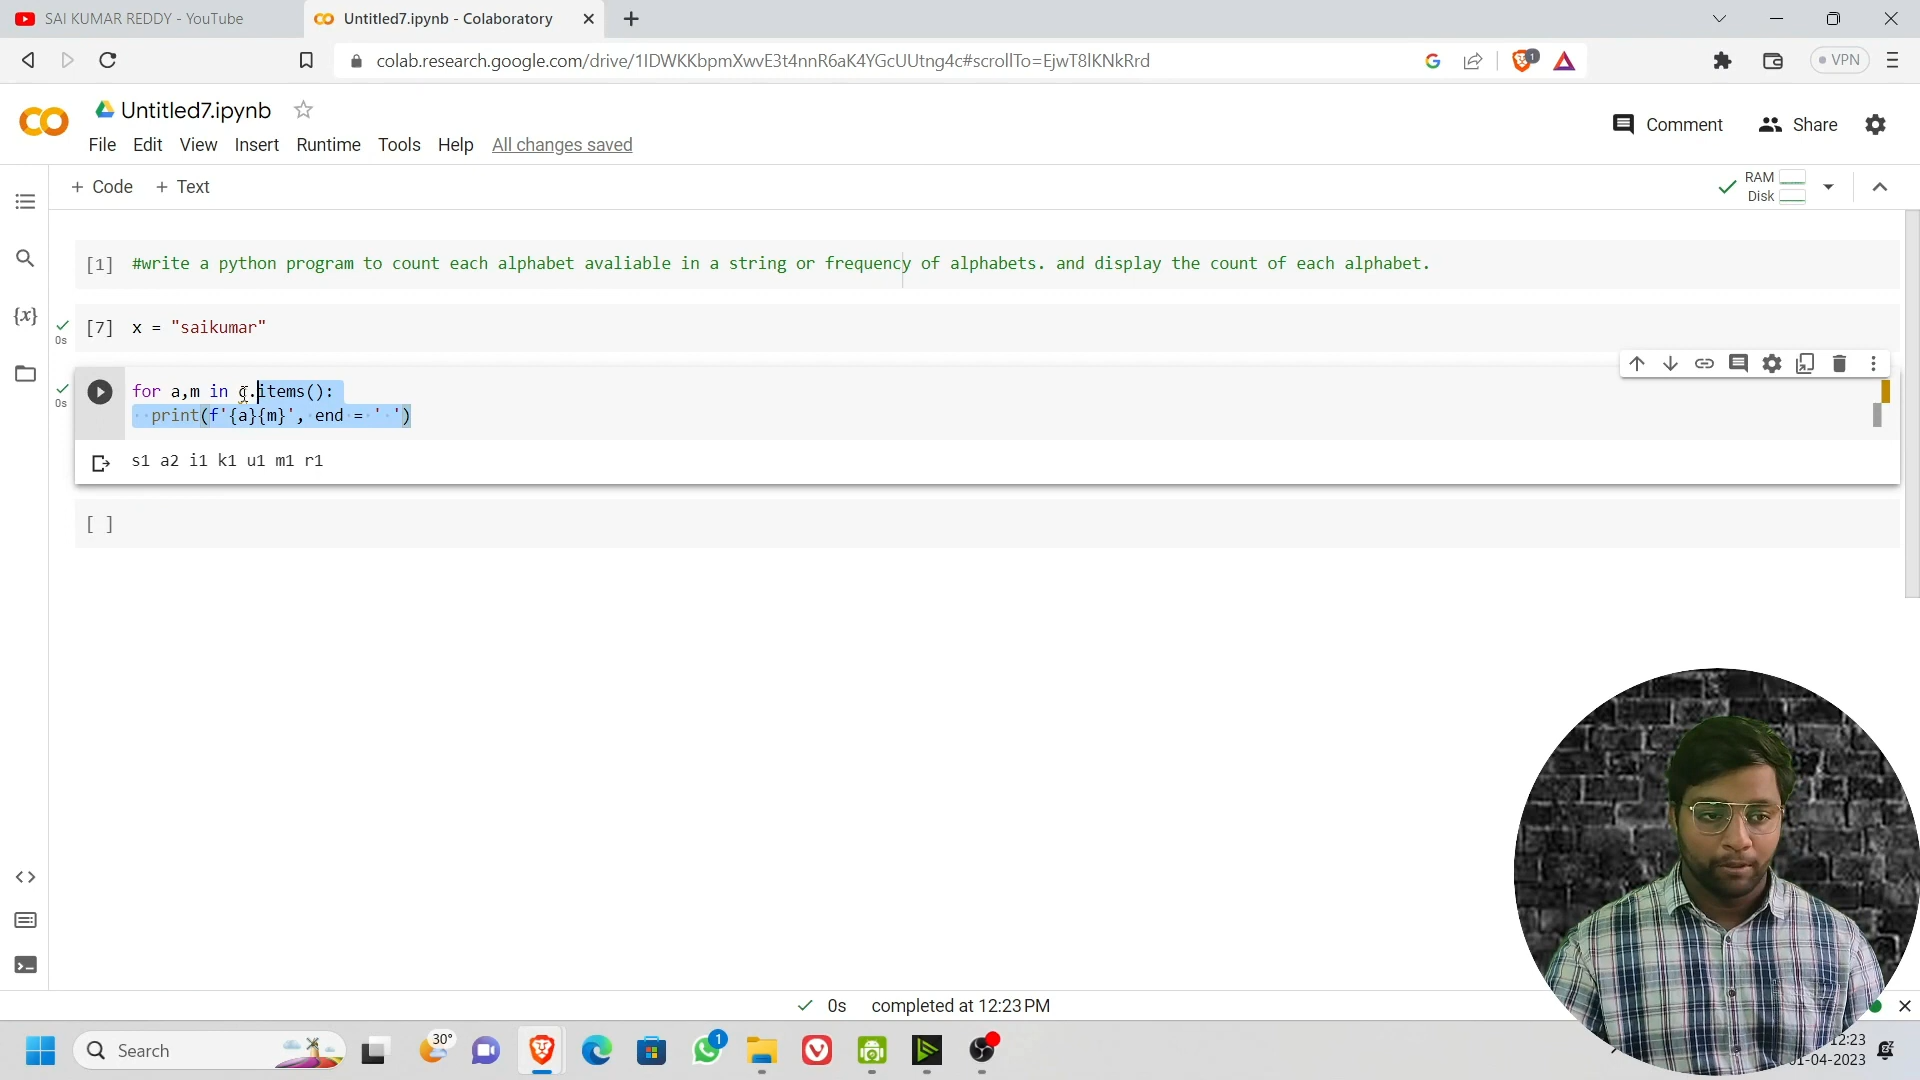 SAI KUMAR REDDY - YouTube
Untitled7.ipynb - Colaboratory
colab.research.google.com/drive/1IDWKKbpmXwvE3t4nnR6aK4YGcUUtng4c#scrollTo=EjwT8lKNkRrd
1
VPN
Untitled7.ipynb
File Edit View Insert Runtime Tools Help All changes saved
Comment
Share
+ Code + Text
RAM
Disk
[1] #write a python program to count each alphabet avaliable in a string or frequency of alphabets. and display the count of each alphabet.
{x}
[7] x = "saikumar"
0s
for a,m in c.items():
print(f'{a}{m}', end = ' ')
0s
s1 a2 i1 k1 u1 m1 r1
[ ]
0s completed at 12:23 PM
Search
30°
1
12:23
01-04-2023